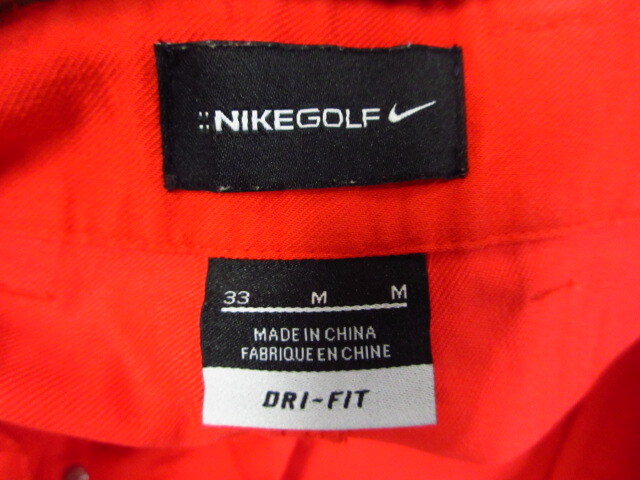 NIKEGOLF
33 M M
MADE IN CHINA
FABRIQUE EN CHINE
DRI-FIT